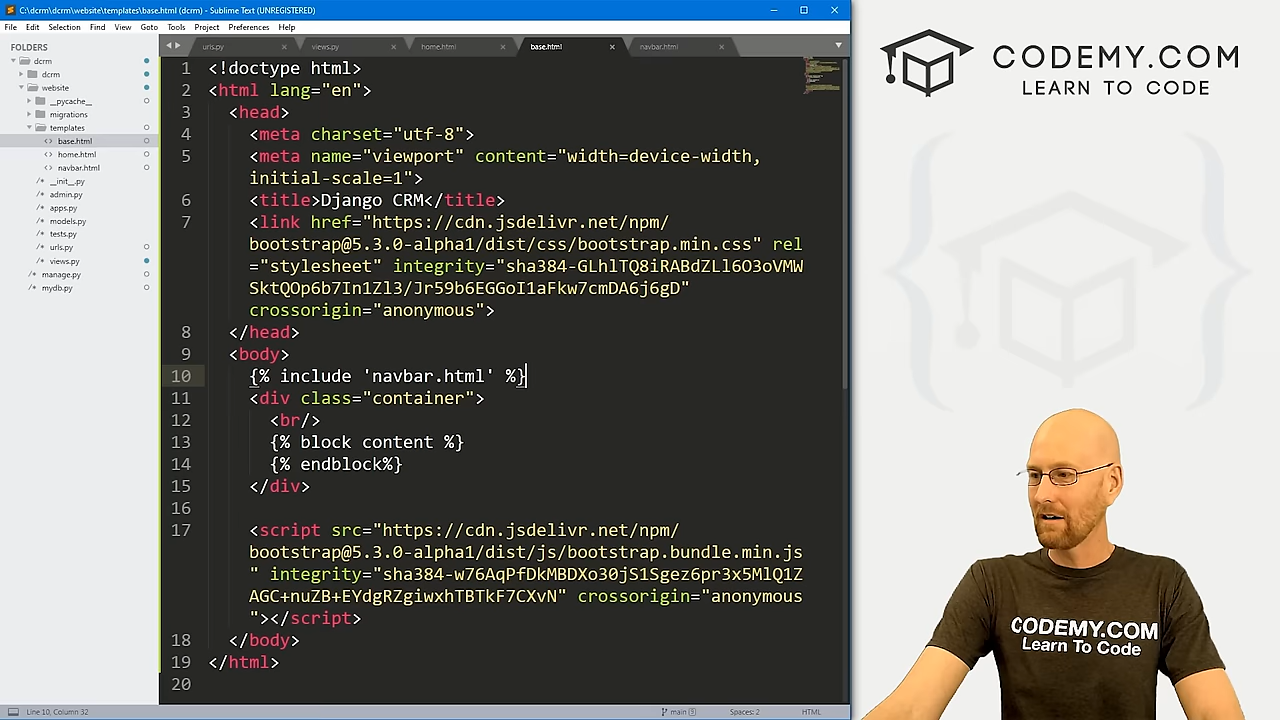 C:\dcrm\dcrm\website\templates\base.html (dcrm) - Sublime Text (UNREGISTERED)
File Edit Selection Find View Goto Tools Project Preferences Help
FOLDERS
dcrm
dcrm
website
__pycache__
migrations
templates
base.html
home.html
navbar.html
__init__.py
admin.py
apps.py
models.py
tests.py
urls.py
views.py
manage.py
mydb.py
urls.py views.py home.html base.html navbar.html
1 <!doctype html>
2 <html lang="en">
3 <head>
4 <meta charset="utf-8">
5 <meta name="viewport" content="width=device-width,
initial-scale=1">
6 <title>Django CRM</title>
7 <link href="https://cdn.jsdelivr.net/npm/
bootstrap@5.3.0-alpha1/dist/css/bootstrap.min.css" rel
="stylesheet" integrity="sha384-GLhlTQ8iRABdZLl6O3oVMW
SktQOp6b7In1Zl3/Jr59b6EGGoI1aFkw7cmDA6j6gD"
crossorigin="anonymous">
8 </head>
9 <body>
10 {% include 'navbar.html' %}
11 <div class="container">
12 <br/>
13 {% block content %}
14 {% endblock%}
15 </div>
16
17 <script src="https://cdn.jsdelivr.net/npm/
bootstrap@5.3.0-alpha1/dist/js/bootstrap.bundle.min.js
" integrity="sha384-w76AqPfDkMBDXo30jS1Sgez6pr3x5MlQ1Z
AGC+nuZB+EYdgRZgiwxhTBTkF7CXvN" crossorigin="anonymous
"></script>
18 </body>
19 </html>
20
Line 10, Column 32
main
Spaces: 2
HTML
CODEMY.COM
LEARN TO CODE
CODEMY.COM
Learn To Code